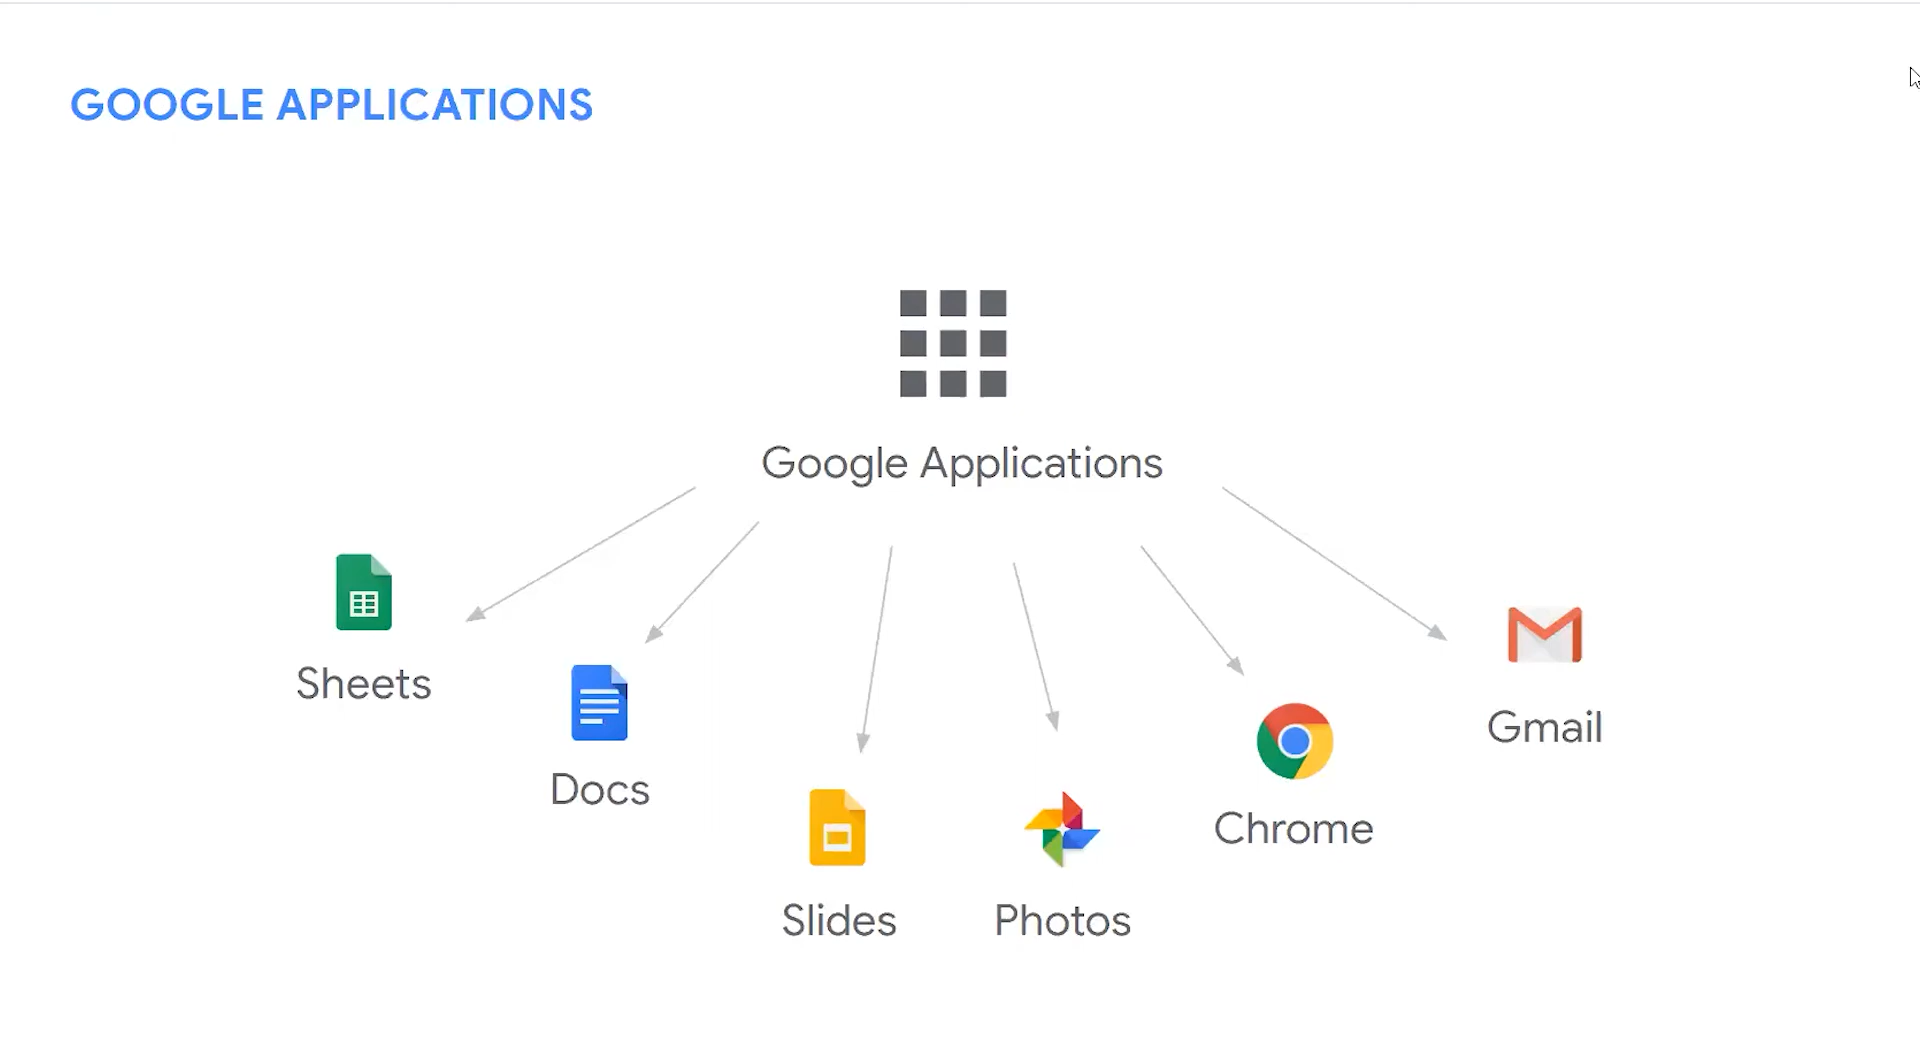 GOOGLE APPLICATIONS
Google Applications
Sheets
Docs
Slides
Photos
Chrome
Gmail